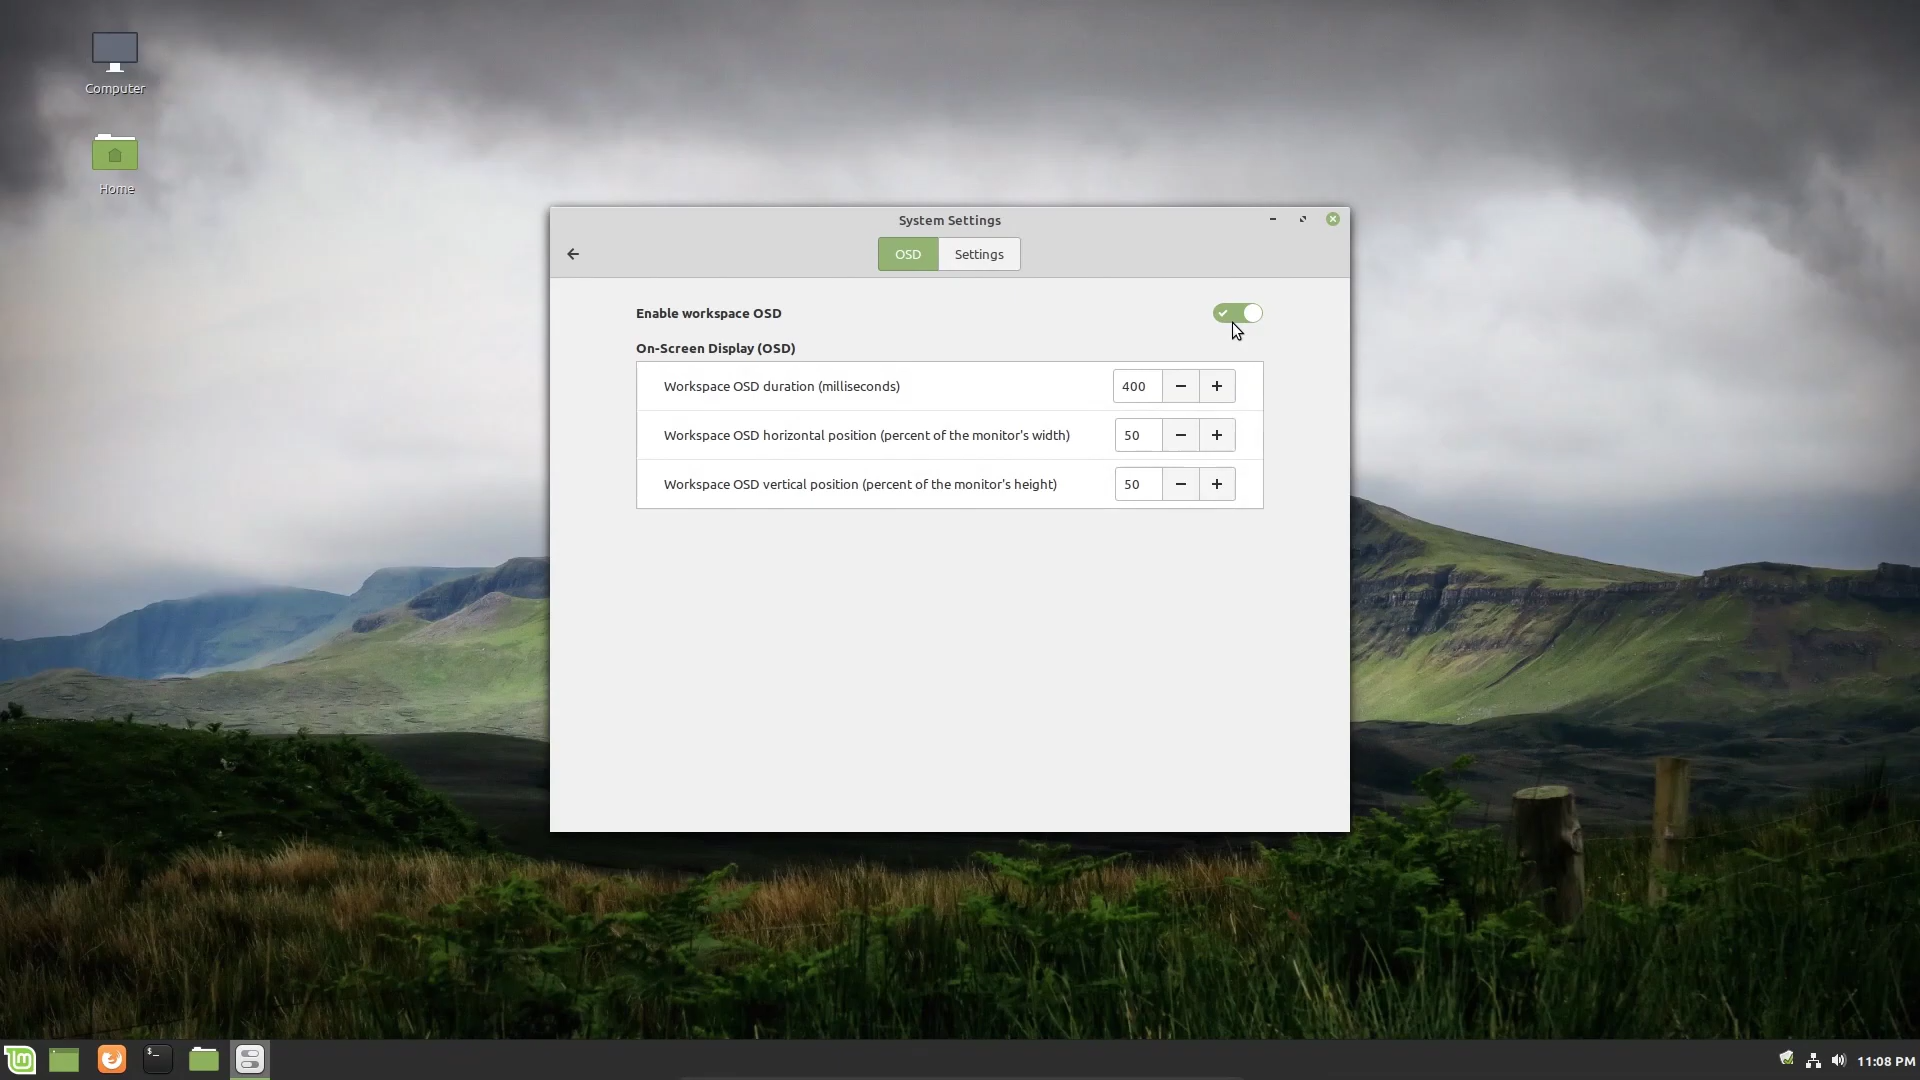 Computer
Home
System Settings
OSD
Settings
Enable workspace OSD
On-Screen Display (OSD)
Workspace OSD duration (milliseconds)
400
Workspace OSD horizontal position (percent of the monitor's width)
50
Workspace OSD vertical position (percent of the monitor's height)
50
lm
$_
11:08 PM